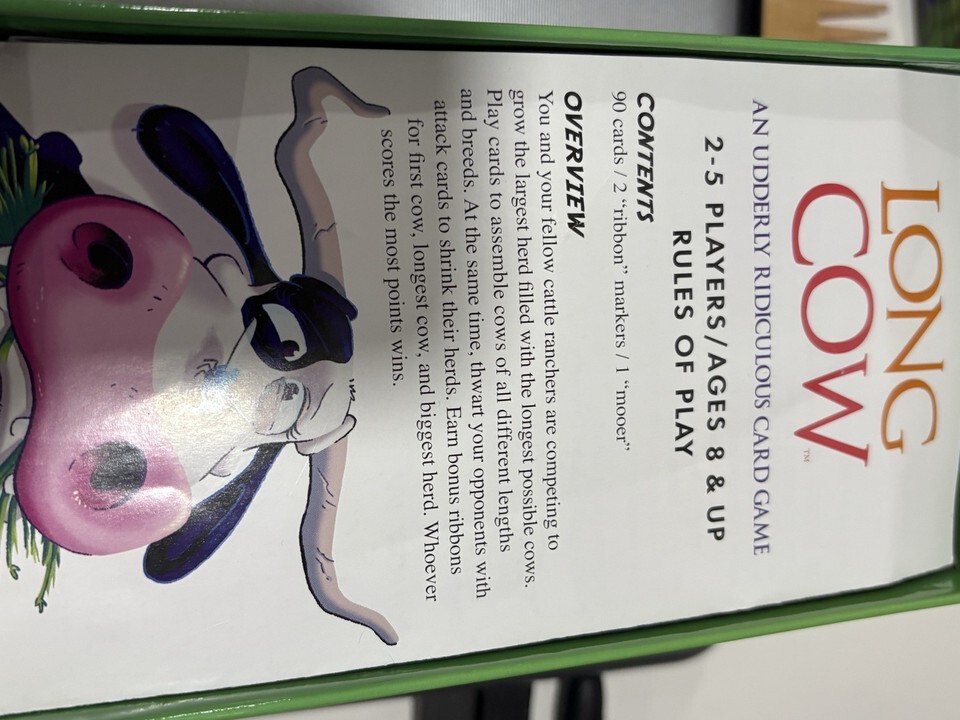 LONG
COW™
AN UDDERLY RIDICULOUS CARD GAME
2-5 PLAYERS/AGES 8 & UP
RULES OF PLAY
CONTENTS
90 cards / 2 “ribbon” markers / 1 “mooer”
OVERVIEW
You and your fellow cattle ranchers are competing to
grow the largest herd filled with the longest possible cows.
Play cards to assemble cows of all different lengths
and breeds. At the same time, thwart your opponents with
attack cards to shrink their herds. Earn bonus ribbons
for first cow, longest cow, and biggest herd. Whoever
scores the most points wins.